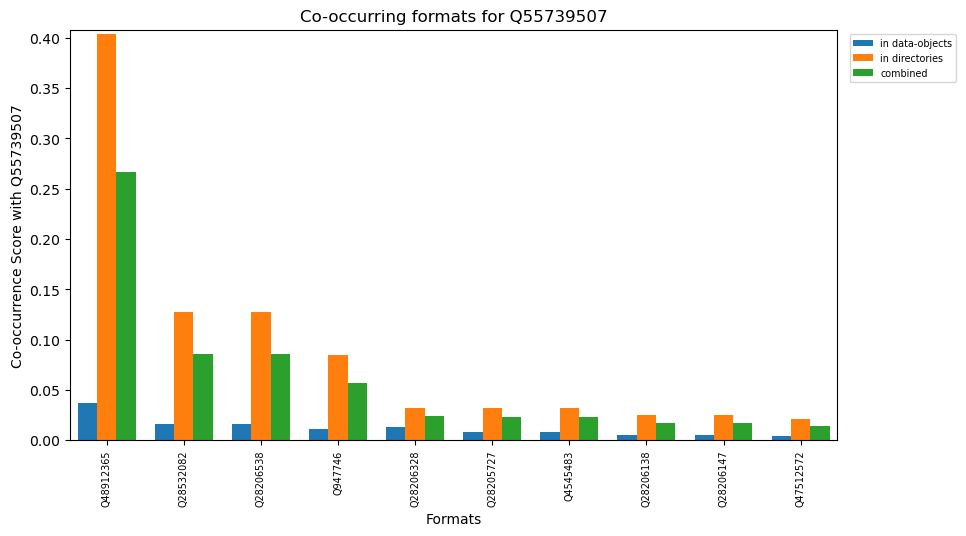 Co-occurring formats for Q55739507
in data-objects
in directories
combined
Co-occurrence Score with Q55739507
0.40
0.35
0.30
0.25
0.20
0.15
0.10
0.05
0.00
Q48912365
Q28532082
Q28206538
Q947746
Q28206328
Q28205727
Q4545483
Q28206138
Q28206147
Q47512572
Formats